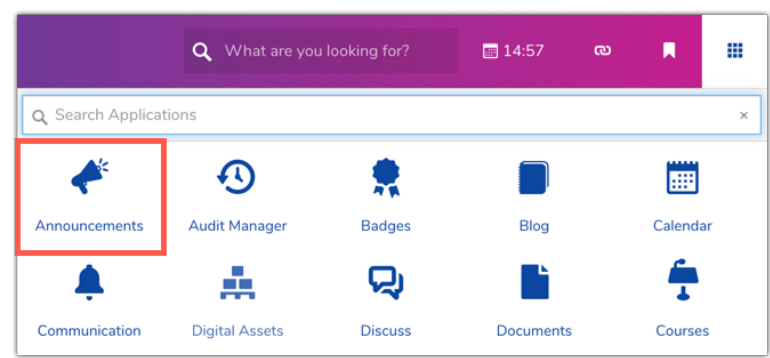 What are you looking for? 14:57
Search Applications ×
Announcements Audit Manager Badges Blog Calendar
Communication Digital Assets Discuss Documents Courses